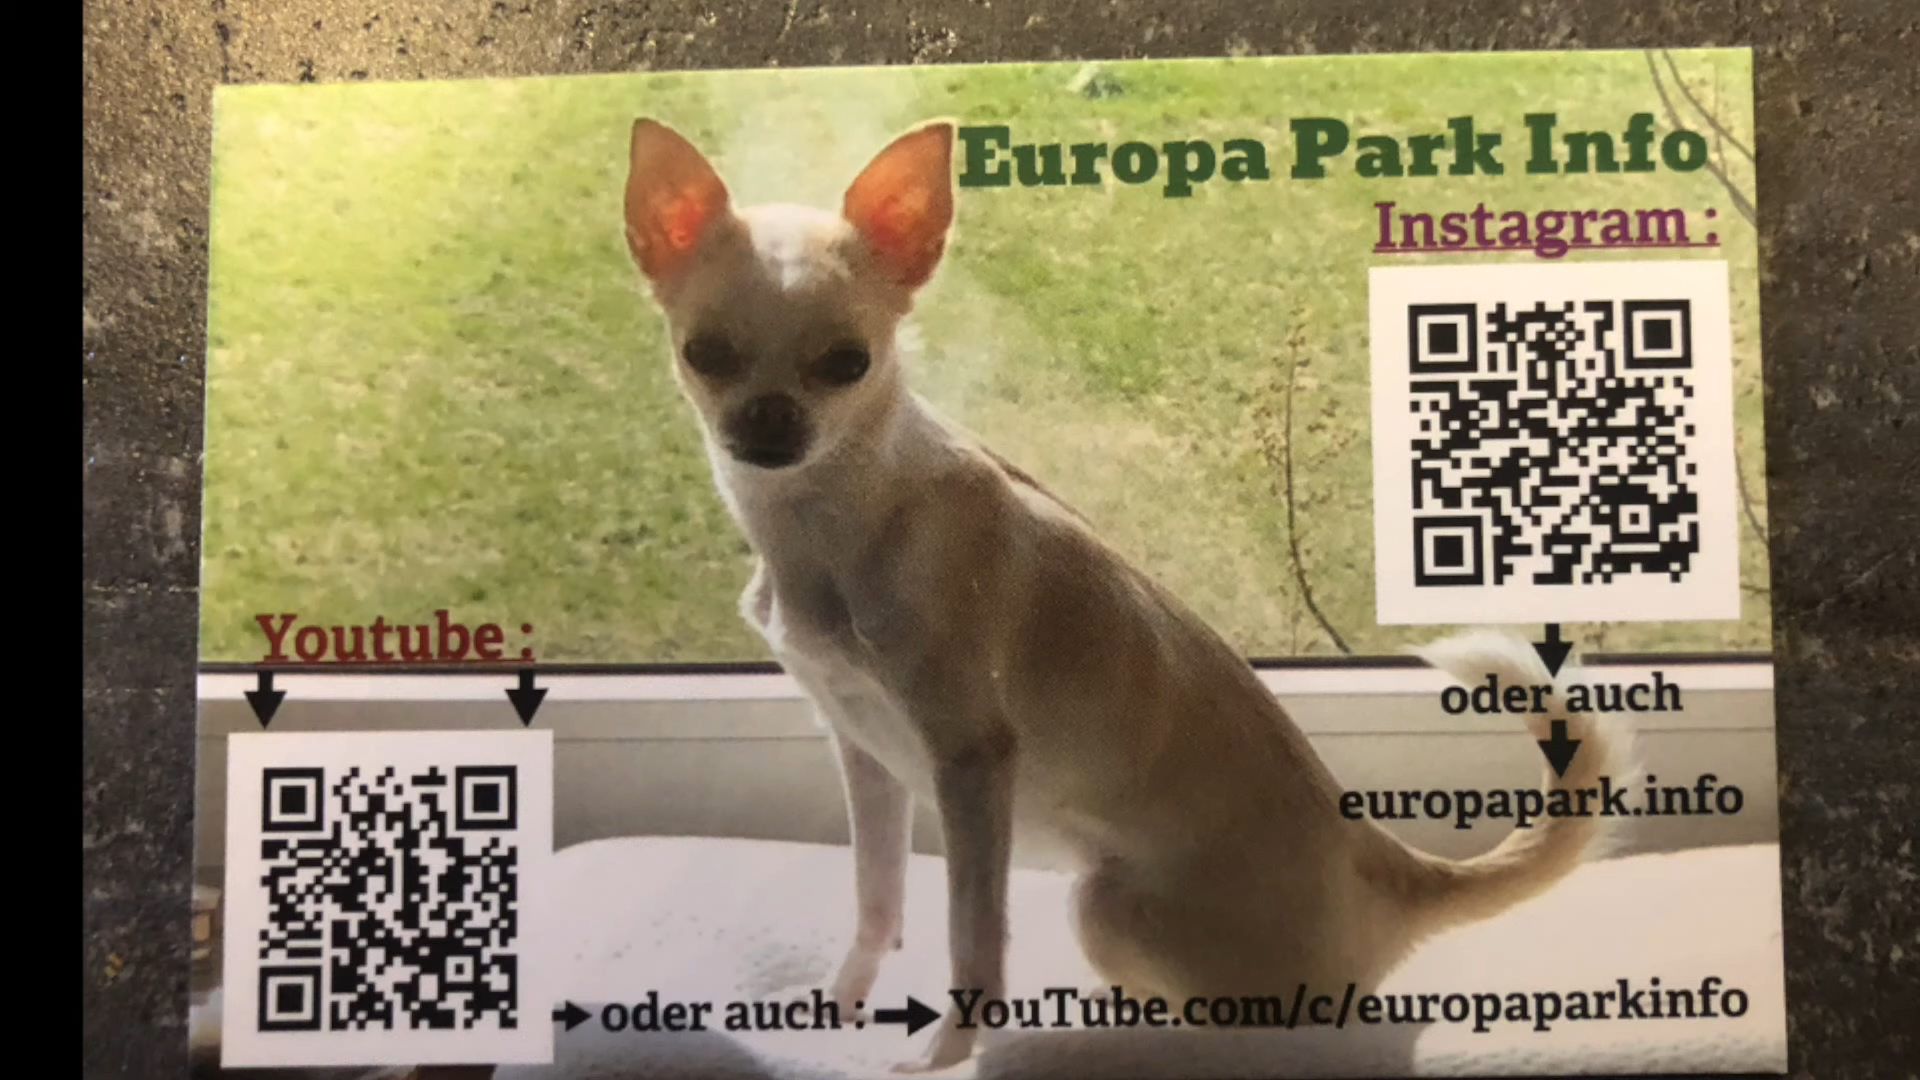 Europa Park Info
Instagram :
oder auch
europapark.info
Youtube :
oder auch : YouTube.com/c/europaparkinfo